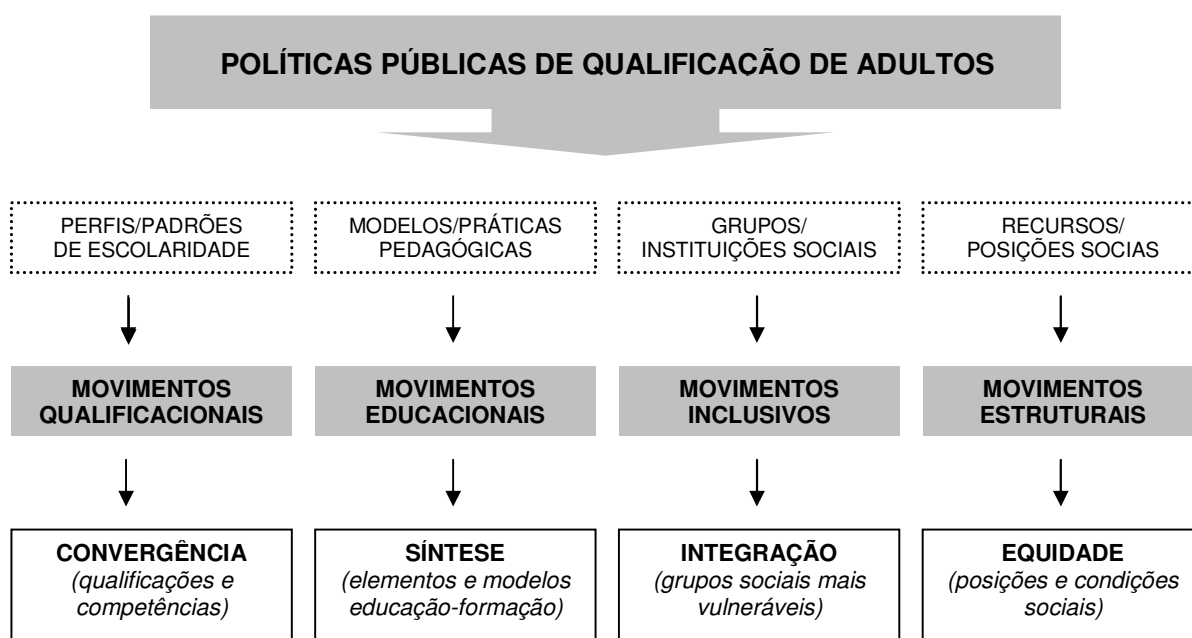 POLÍTICAS PÚBLICAS DE QUALIFICAÇÃO DE ADULTOS
PERFIS/PADRÕES
DE ESCOLARIDADE
MODELOS/PRÁTICAS
PEDAGÓGICAS
GRUPOS/
INSTITUIÇÕES SOCIAIS
RECURSOS/
POSIÇÕES SOCIAS
MOVIMENTOS
QUALIFICACIONAIS
MOVIMENTOS
EDUCACIONAIS
MOVIMENTOS
INCLUSIVOS
MOVIMENTOS
ESTRUTURAIS
CONVERGÊNCIA
(qualificações e
competências)
SÍNTESE
(elementos e modelos
educação-formação)
INTEGRAÇÃO
(grupos sociais mais
vulneráveis)
EQUIDADE
(posições e condições
sociais)